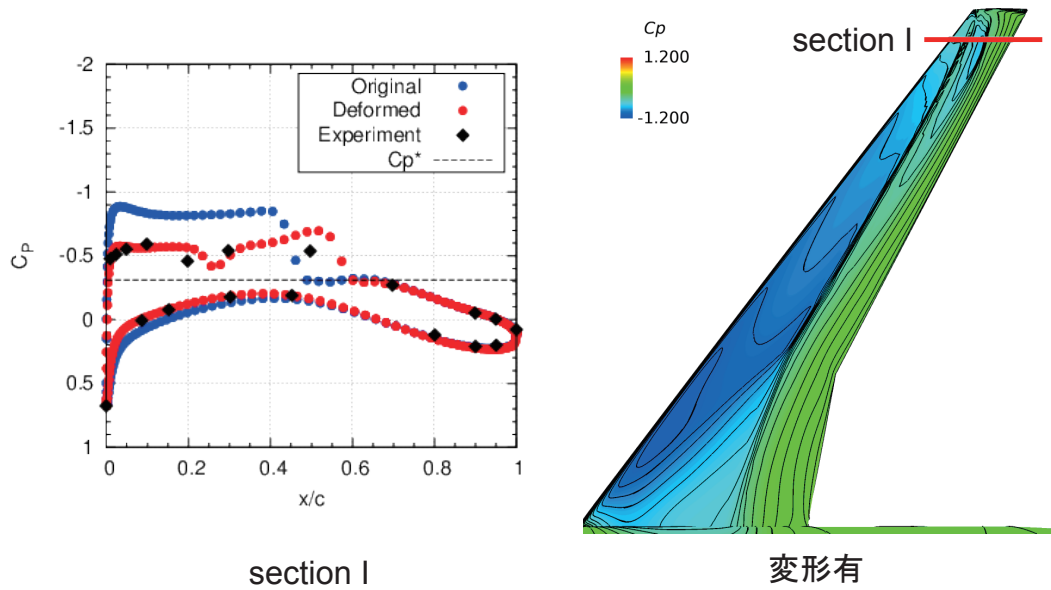 -2
-1.5
-1
-0.5
0
0.5
1
C_P
0
0.2
0.4
0.6
0.8
1
x/c
Original
Deformed
Experiment
Cp*
section I
Cp
1.200
-1.200
section I
変形有